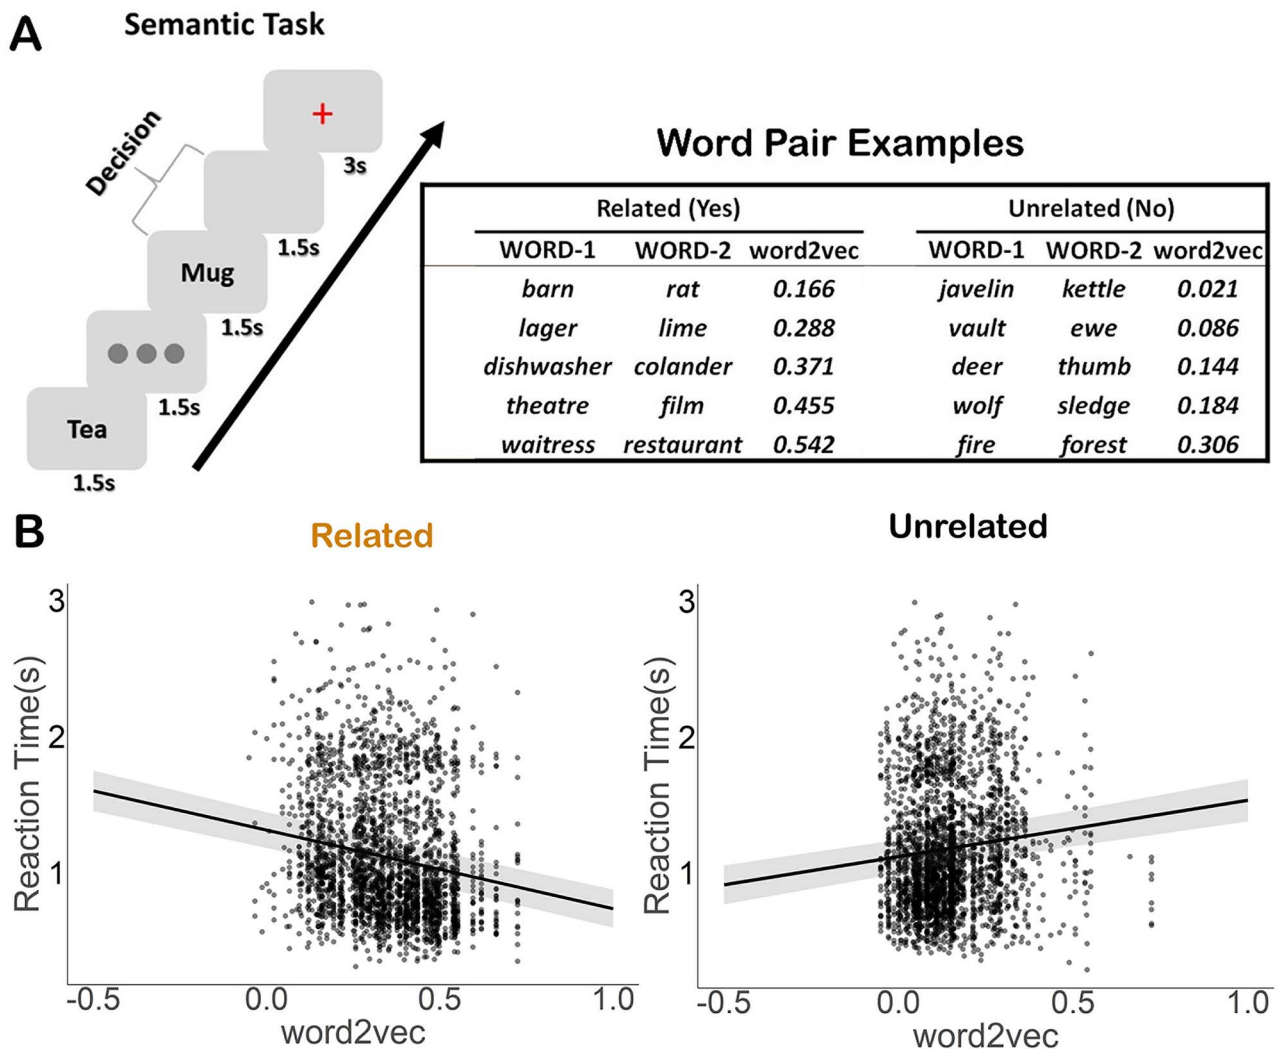 A
Semantic Task
+
3s
Decision
1.5s
Mug
1.5s
1.5s
Tea
1.5s
Word Pair Examples
Related (Yes) Unrelated (No)
WORD-1 WORD-2 word2vec WORD-1 WORD-2 word2vec
barn rat 0.166 javelin kettle 0.021
lager lime 0.288 vault ewe 0.086
dishwasher colander 0.371 deer thumb 0.144
theatre film 0.455 wolf sledge 0.184
waitress restaurant 0.542 fire forest 0.306
B
Related
Reaction Time(s)
3
2
1
-0.5 0.0 0.5 1.0
word2vec
Unrelated
Reaction Time(s)
3
2
1
-0.5 0.0 0.5 1.0
word2vec